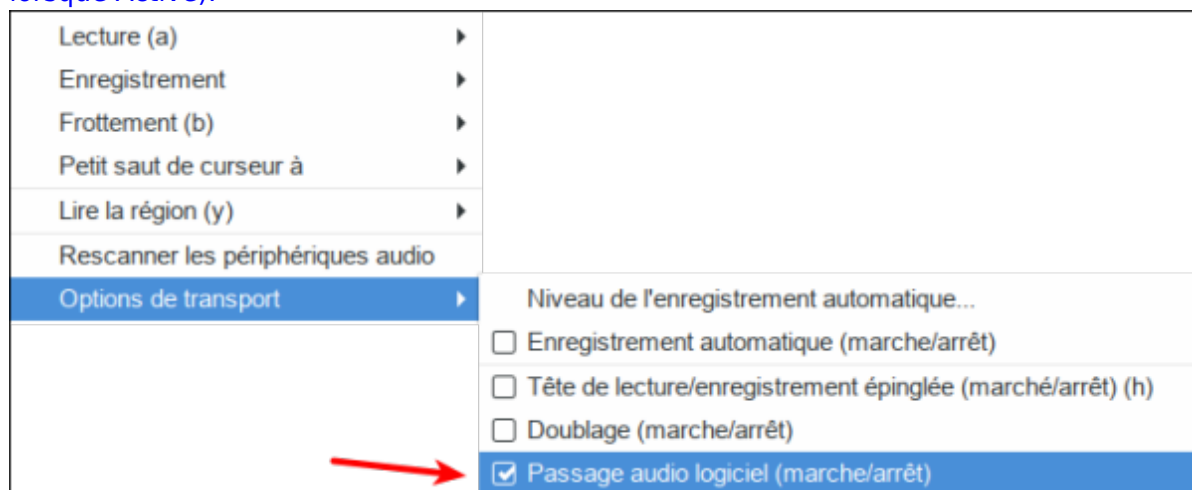 lorsque Activé).
Lecture (a)
Enregistrement
Frottement (b)
Petit saut de curseur à
Lire la région (y)
Rescanner les périphériques audio
Options de transport
Niveau de l'enregistrement automatique...
Enregistrement automatique (marche/arrêt)
Tête de lecture/enregistrement épinglée (marché/arrêt) (h)
Doublage (marche/arrêt)
Passage audio logiciel (marche/arrêt)